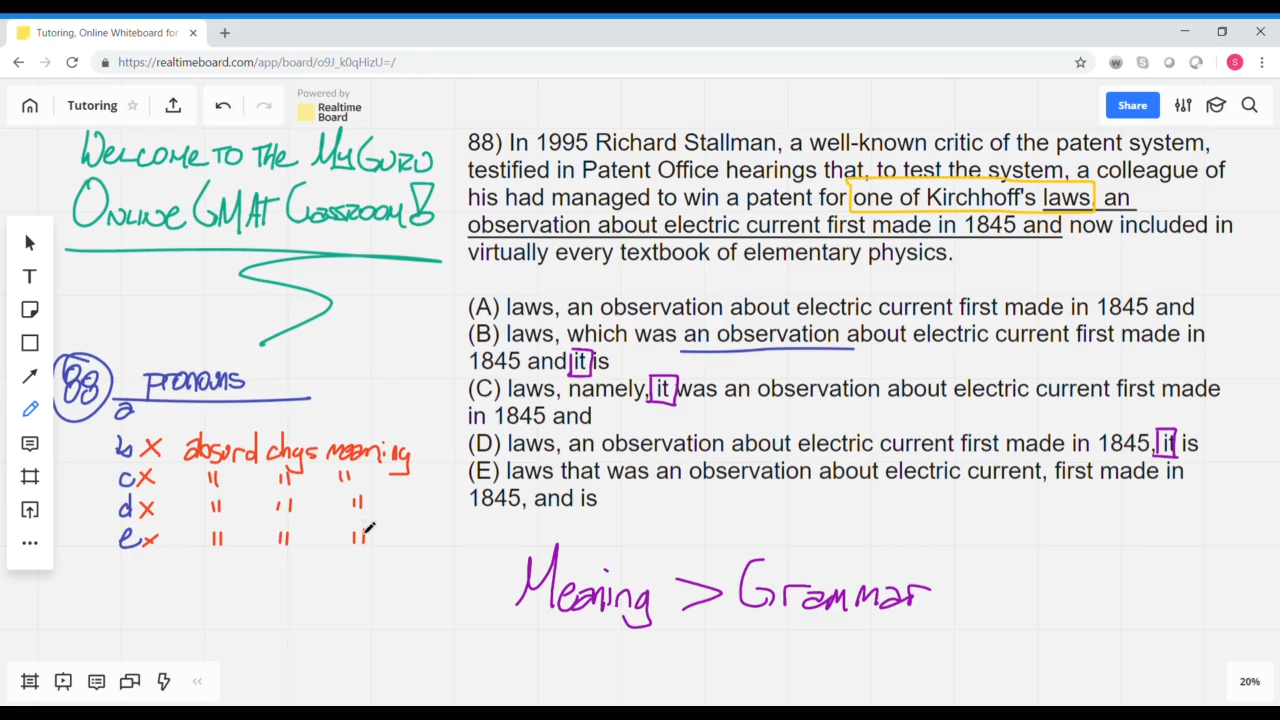 Tutoring, Online Whiteboard for
https://realtimeboard.com/app/board/o9J_k0qHizU=/
S
Tutoring
Powered by
Realtime
Board
Share
WELCOME TO THE MYGURU
ONLINE GMAT CLASSROOM!
88) In 1995 Richard Stallman, a well-known critic of the patent system,
testified in Patent Office hearings that, to test the system, a colleague of
his had managed to win a patent for one of Kirchhoff's laws, an
observation about electric current first made in 1845 and now included in
virtually every textbook of elementary physics.
(A) laws, an observation about electric current first made in 1845 and
(B) laws, which was an observation about electric current first made in
1845 and it is
(C) laws, namely, it was an observation about electric current first made
in 1845 and
(D) laws, an observation about electric current first made in 1845, it is
(E) laws that was an observation about electric current, first made in
1845, and is
88 pronouns
a
b X absurd chgs meaning
c X " " "
d X " " "
e X " " "
Meaning > Grammar
20%